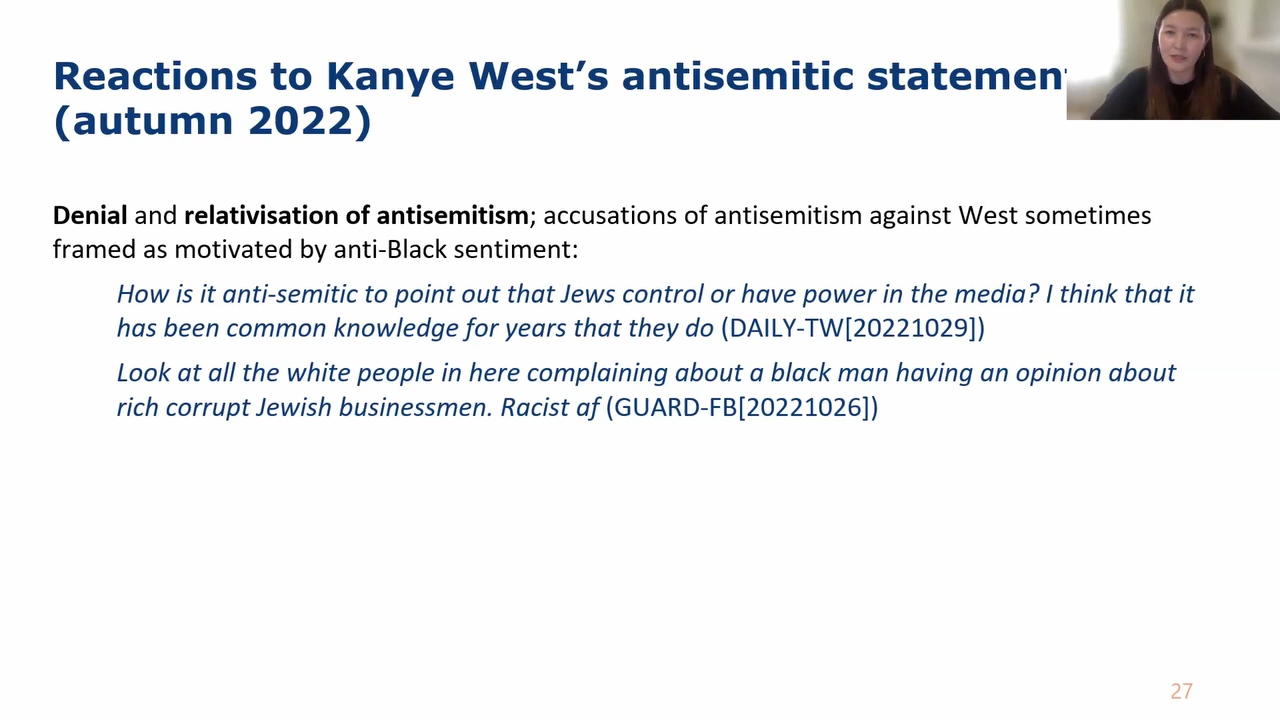 Reactions to Kanye West's antisemitic statement
(autumn 2022)
Denial and relativisation of antisemitism; accusations of antisemitism against West sometimes
framed as motivated by anti-Black sentiment:
How is it anti-semitic to point out that Jews control or have power in the media? I think that it
has been common knowledge for years that they do (DAILY-TW[20221029])
Look at all the white people in here complaining about a black man having an opinion about
rich corrupt Jewish businessmen. Racist af (GUARD-FB[20221026])
27